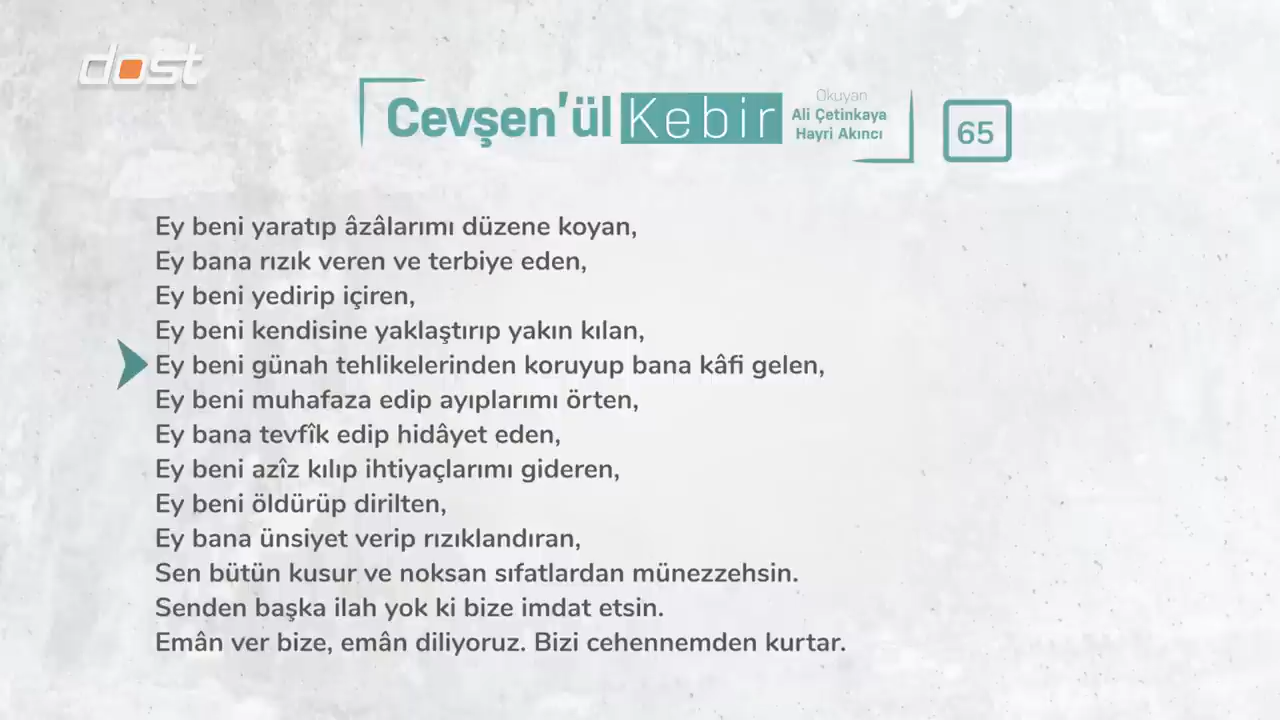 dost
Cevşen'ül Kebir
Okuyan
Ali Çetinkaya
Hayri Akıncı
65
Ey beni yaratıp âzâlarımı düzene koyan,
Ey bana rızık veren ve terbiye eden,
Ey beni yedirip içiren,
Ey beni kendisine yaklaştırıp yakın kılan,
Ey beni günah tehlikelerinden koruyup bana kâfi gelen,
Ey beni muhafaza edip ayıplarımı örten,
Ey bana tevfîk edip hidâyet eden,
Ey beni azîz kılıp ihtiyaçlarımı gideren,
Ey beni öldürüp dirilten,
Ey bana ünsiyet verip rızıklandıran,
Sen bütün kusur ve noksan sıfatlardan münezzehsin.
Senden başka ilah yok ki bize imdat etsin.
Emân ver bize, emân diliyoruz. Bizi cehennemden kurtar.